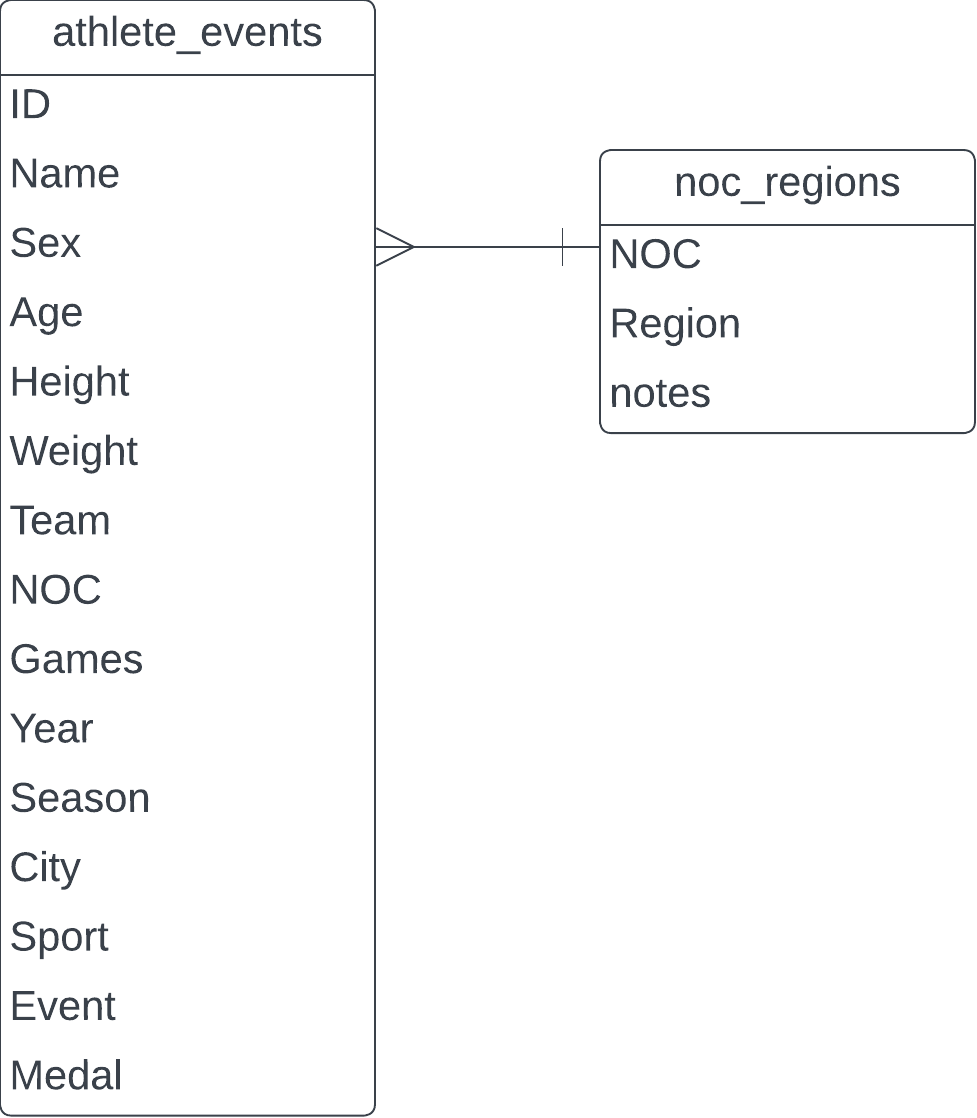 athlete_events
ID
Name
Sex
Age
Height
Weight
Team
NOC
Games
Year
Season
City
Sport
Event
Medal
noc_regions
NOC
Region
notes